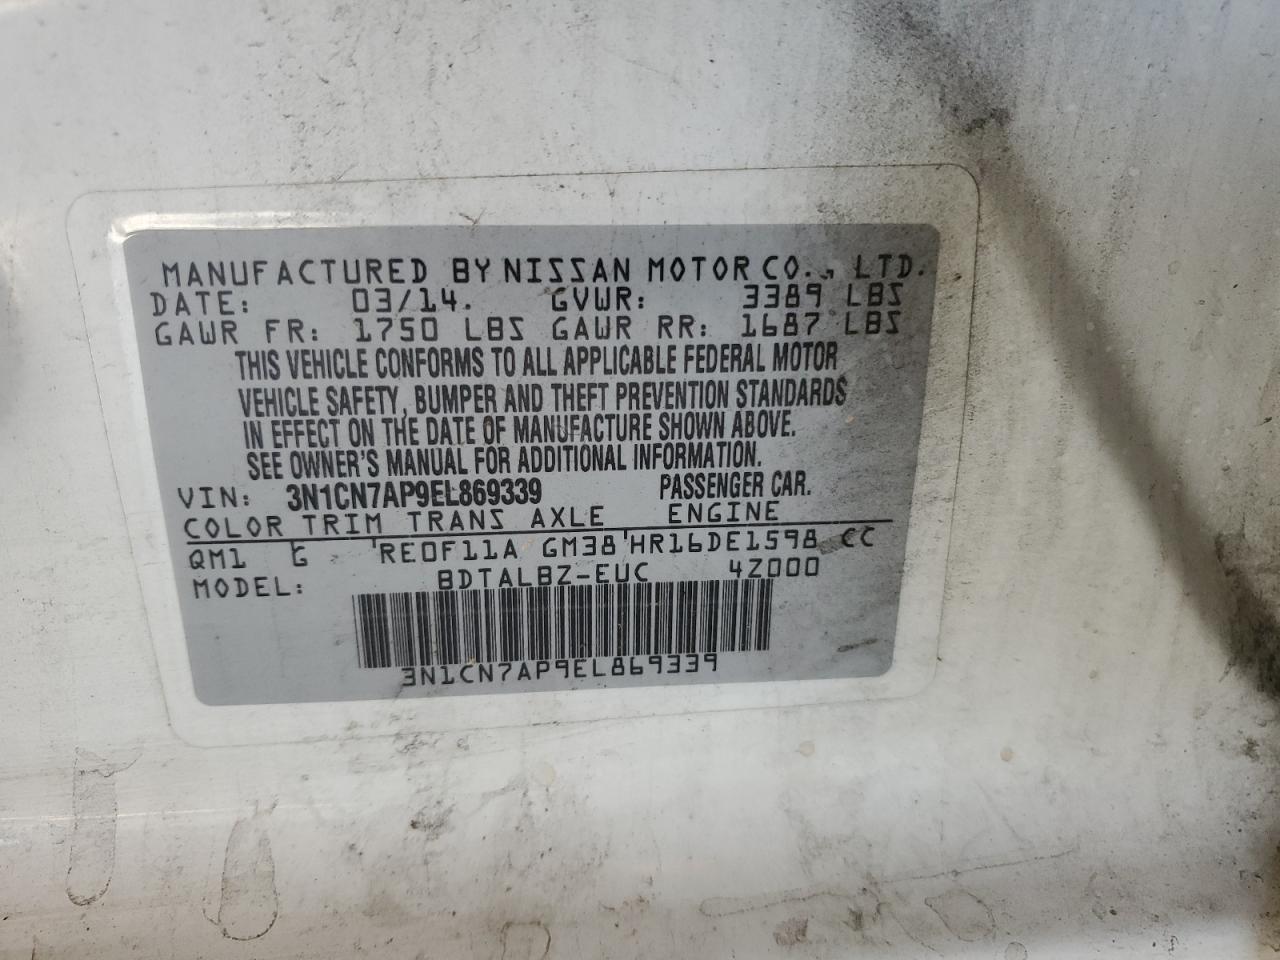 MANUFACTURED BY NISSAN MOTOR CO., LTD.
DATE: 03/14. GVWR: 3389 LBS
GAWR FR: 1750 LBS GAWR RR: 1687 LBS
THIS VEHICLE CONFORMS TO ALL APPLICABLE FEDERAL MOTOR
VEHICLE SAFETY, BUMPER AND THEFT PREVENTION STANDARDS
IN EFFECT ON THE DATE OF MANUFACTURE SHOWN ABOVE.
SEE OWNER'S MANUAL FOR ADDITIONAL INFORMATION.
VIN: 3N1CN7AP9EL869339 PASSENGER CAR.
COLOR TRIM TRANS AXLE ENGINE
QM1 G RE0F11A GM38 HR16DE1598 CC
MODEL: BDTALBZ-EUC 4Z000
3N1CN7AP9EL869339